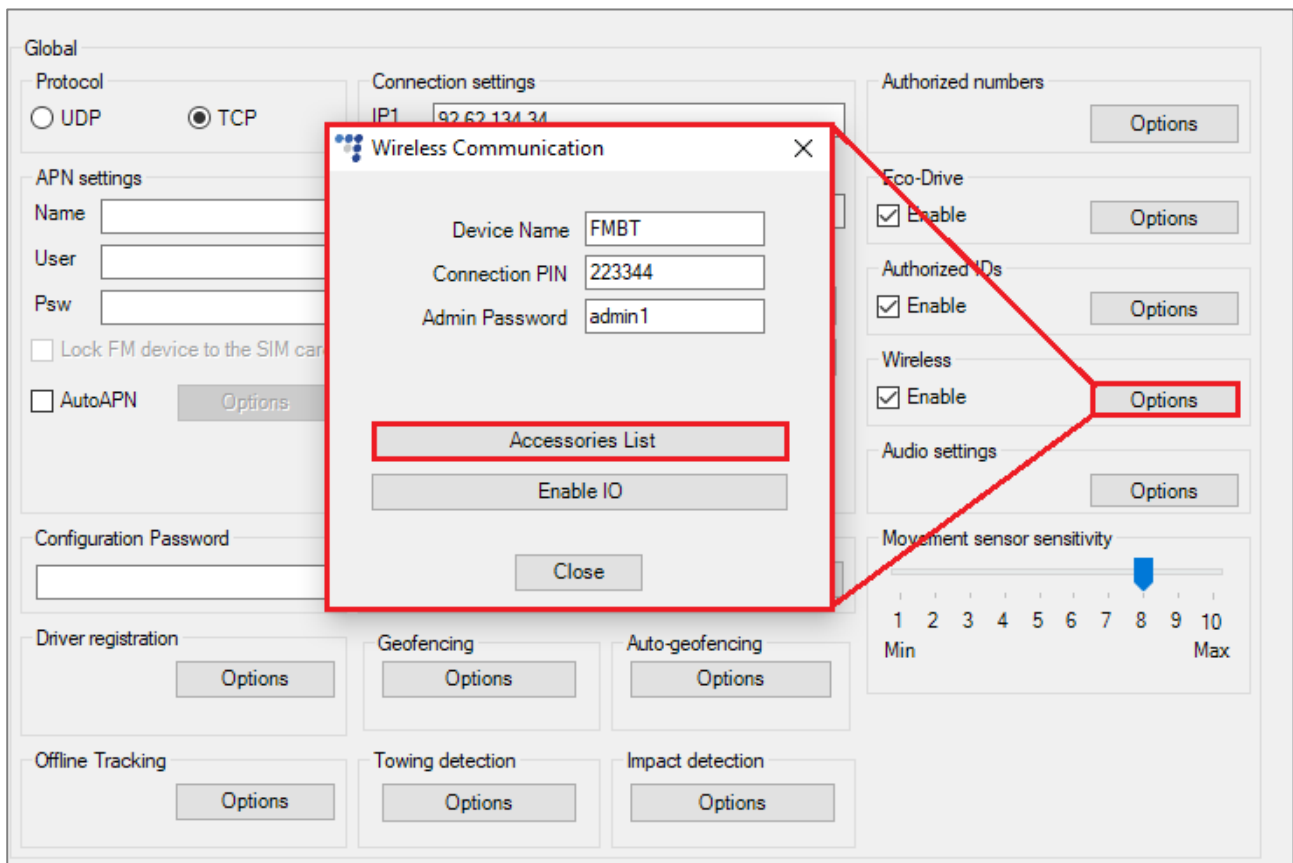 Global
Protocol
UDP
TCP
Connection settings
IP1 92.62.134.34
APN settings
Name
User
Psw
Lock FM device to the SIM car
AutoAPN
Options
Configuration Password
Wireless Communication
Device Name FMBT
Connection PIN 223344
Admin Password admin1
Accessories List
Enable IO
Close
Authorized numbers
Options
Eco-Drive
Enable
Options
Authorized IDs
Enable
Options
Wireless
Enable
Options
Audio settings
Options
Movement sensor sensitivity
1 2 3 4 5 6 7 8 9 10
Min Max
Driver registration
Options
Geofencing
Options
Auto-geofencing
Options
Offline Tracking
Options
Towing detection
Options
Impact detection
Options